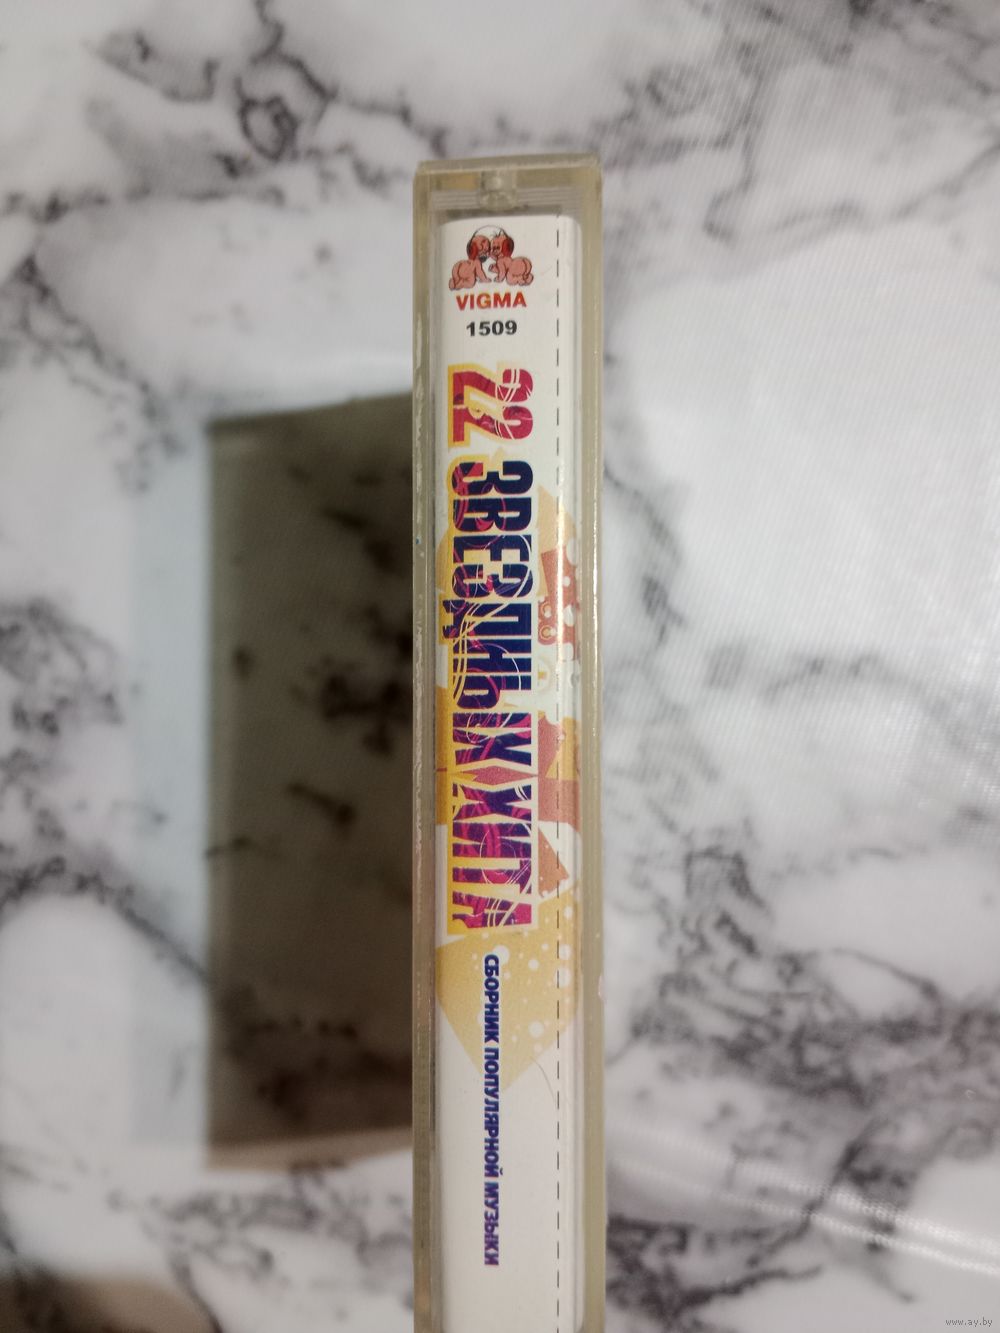 VIGMA
1509
22 ЗВЕЗДНЫХ ХИТА
СБОРНИК ПОПУЛЯРНОЙ МУЗЫКИ
www.ay.by